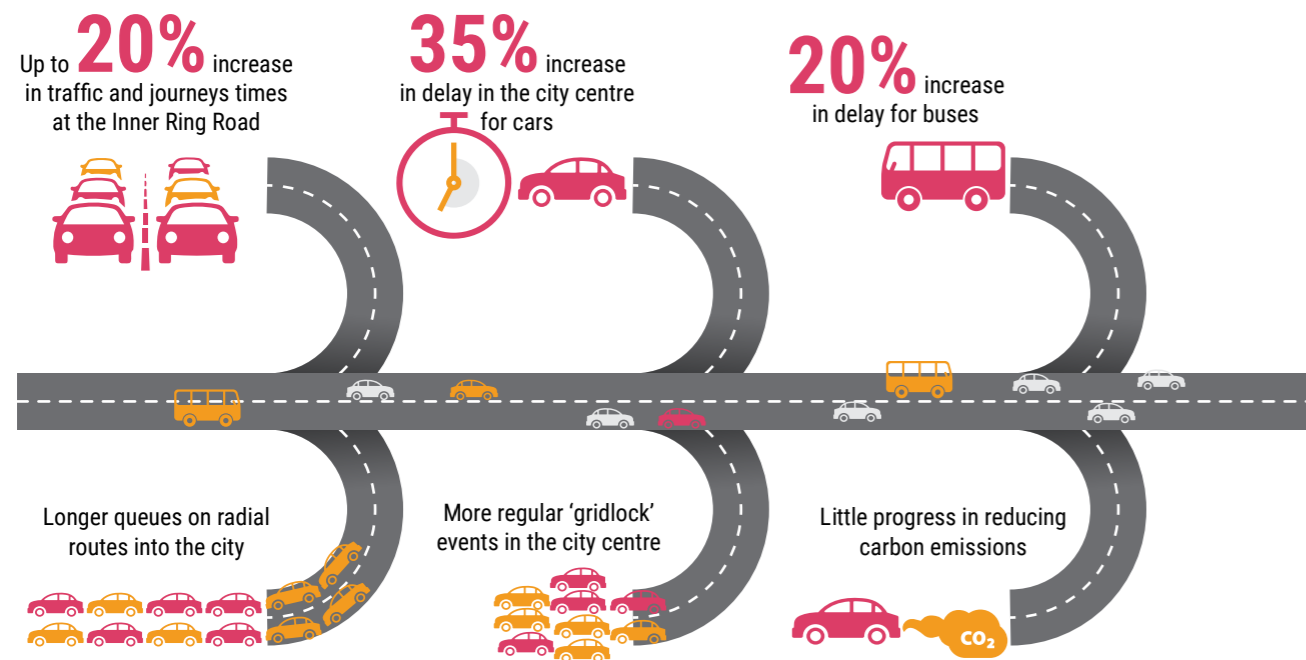 Up to 20% increase
in traffic and journeys times
at the Inner Ring Road
35% increase
in delay in the city centre
for cars
20% increase
in delay for buses
Longer queues on radial
routes into the city
More regular ‘gridlock’
events in the city centre
Little progress in reducing
carbon emissions
CO₂